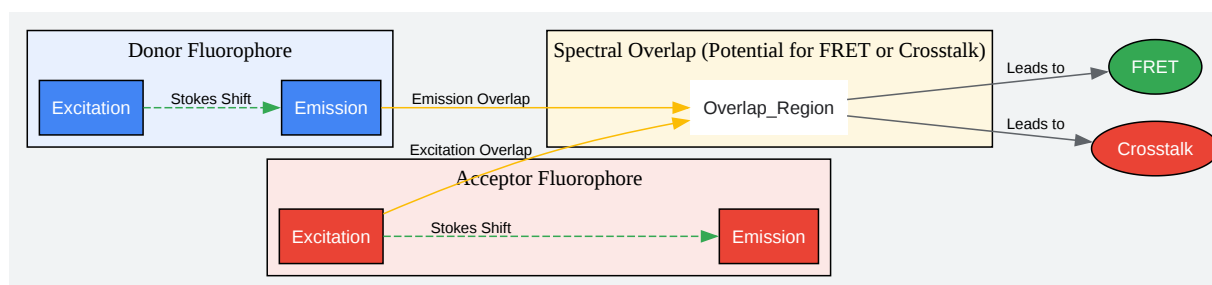 Donor Fluorophore
Excitation
Stokes Shift
Emission
Emission Overlap
Excitation Overlap
Spectral Overlap (Potential for FRET or Crosstalk)
Overlap_Region
Leads to
FRET
Leads to
Crosstalk
Acceptor Fluorophore
Excitation
Stokes Shift
Emission